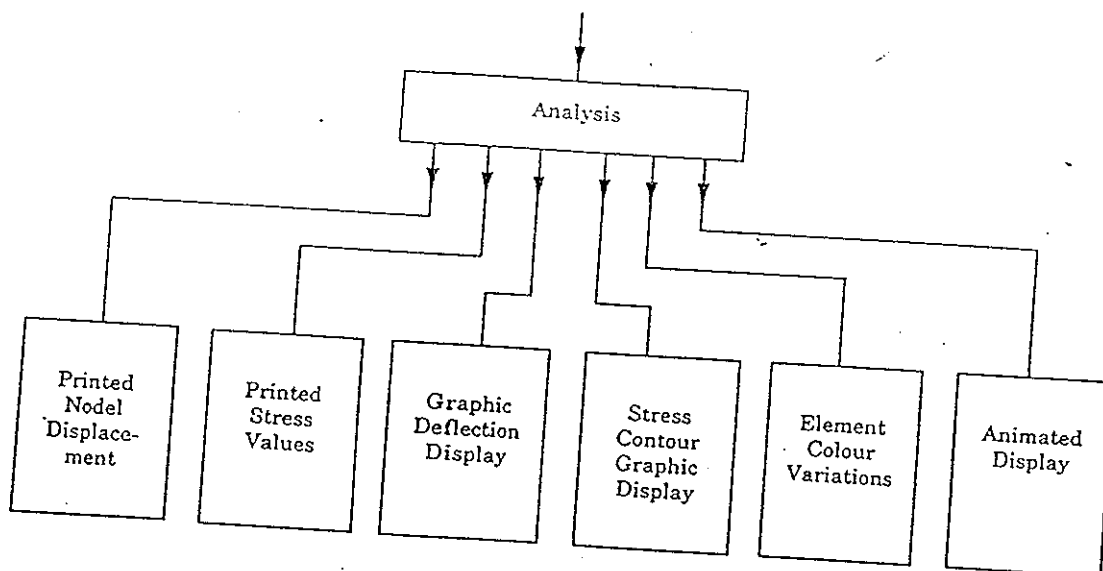 Analysis
Printed
Nodel
Displace-
ment
Printed
Stress
Values
Graphic
Deflection
Display
Stress
Contour
Graphic
Display
Element
Colour
Variations
Animated
Display